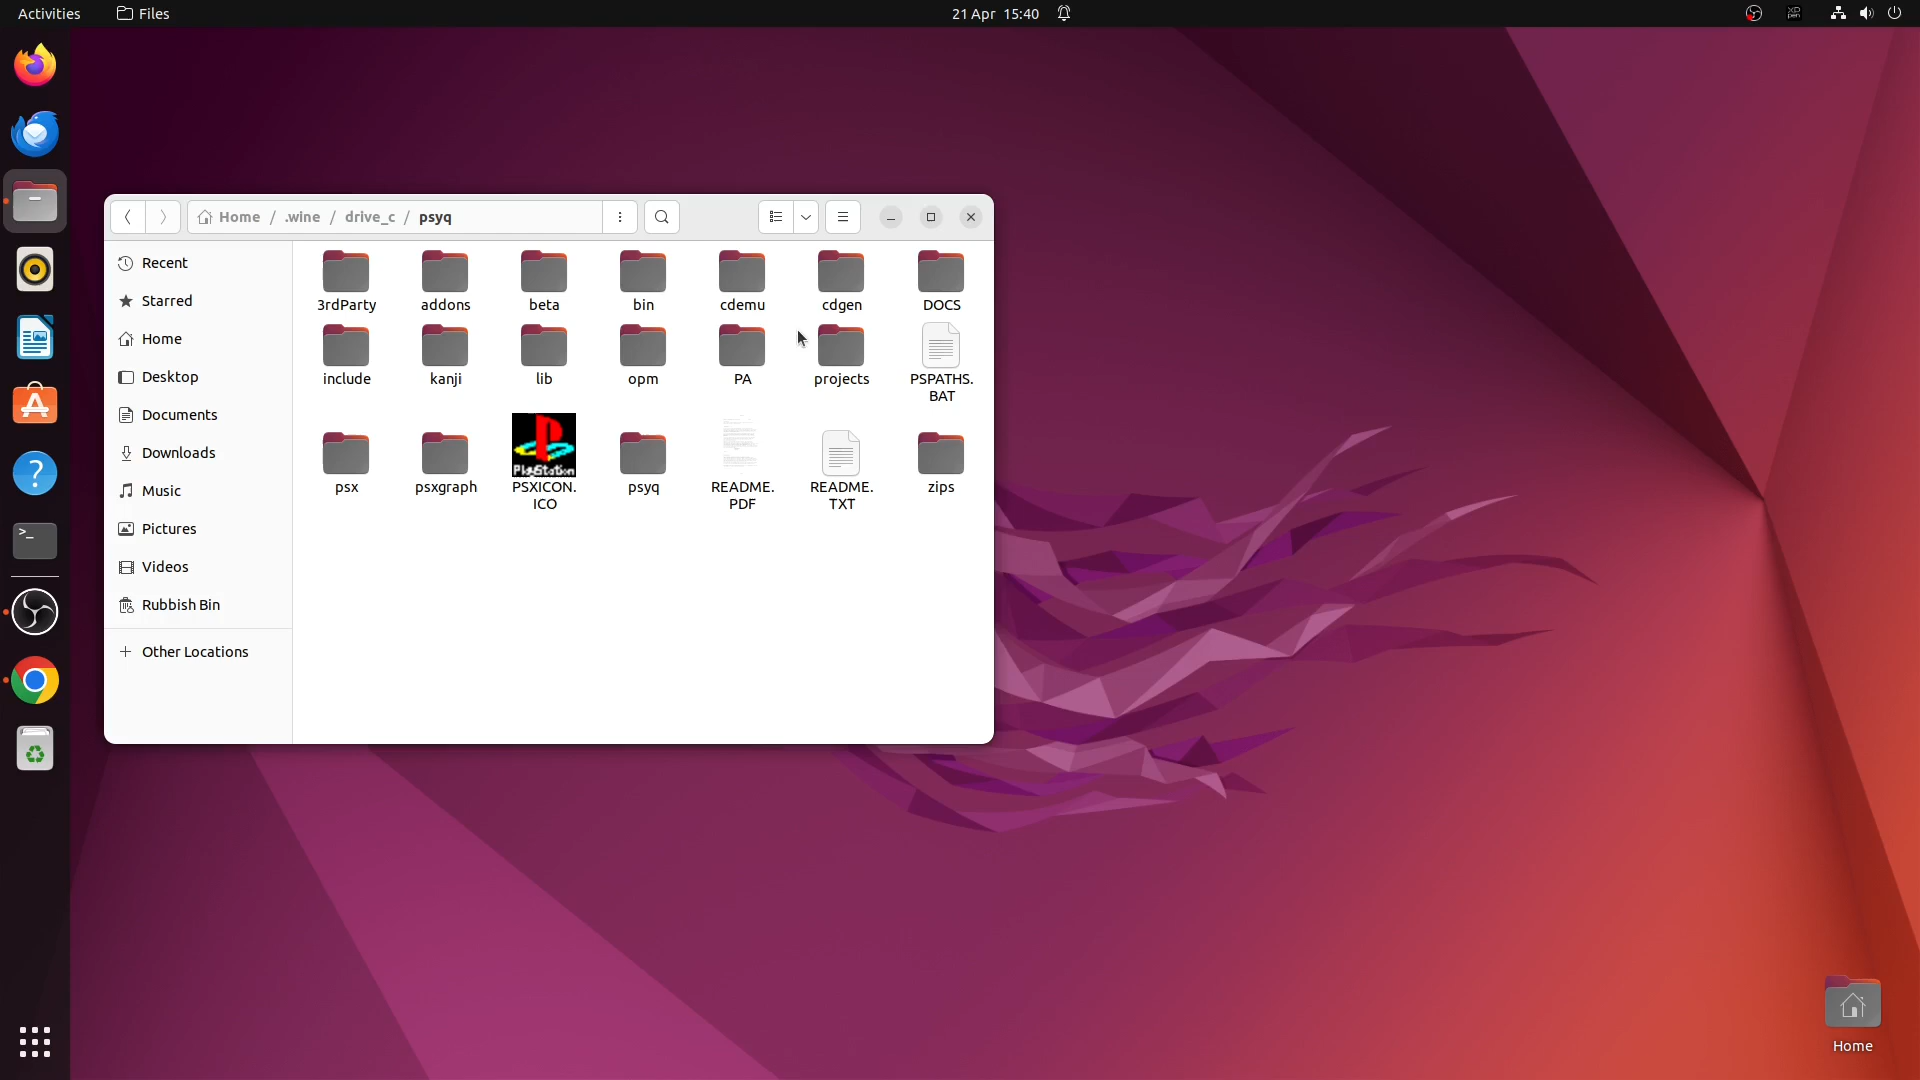 Activities Files 21 Apr 15:40
Home / .wine / drive_c / psyq
Recent
Starred
Home
Desktop
Documents
Downloads
Music
Pictures
Videos
Rubbish Bin
+ Other Locations
3rdParty addons beta bin cdemu cdgen DOCS
include kanji lib opm PA projects PSPATHS.
BAT
PlayStation
psx psxgraph PSXICON. psyq README. README. zips
ICO PDF TXT
Home